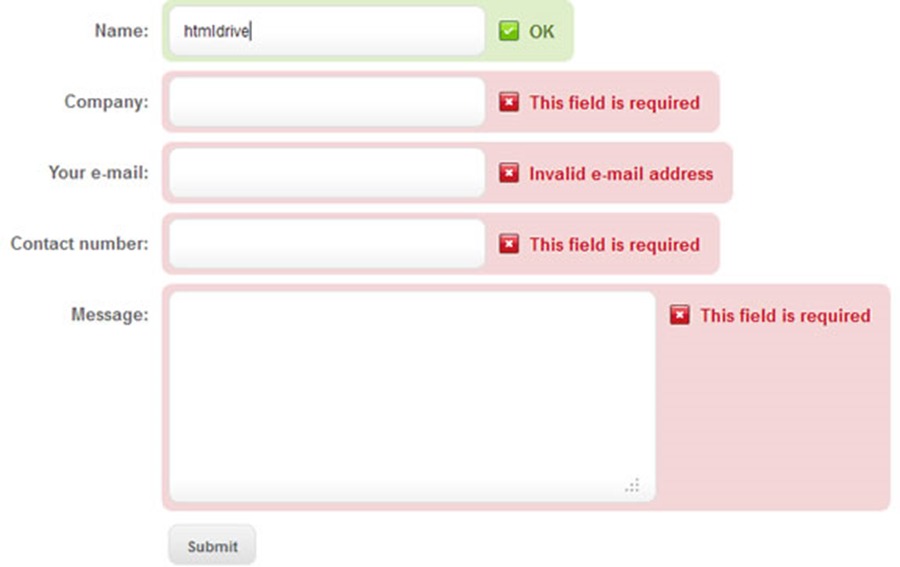 Name: htmldrive OK
Company: This field is required
Your e-mail: Invalid e-mail address
Contact number: This field is required
Message: This field is required
Submit